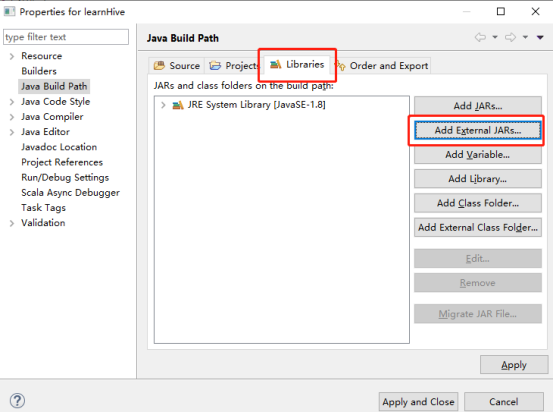 Properties for learnHive
type filter text
Resource
Builders
Java Build Path
Java Code Style
Java Compiler
Java Editor
Javadoc Location
Project References
Run/Debug Settings
Scala Async Debugger
Task Tags
Validation
Java Build Path
Source
Projects
Libraries
Order and Export
JARs and class folders on the build path:
JRE System Library [JavaSE-1.8]
Add JARs...
Add External JARs...
Add Variable...
Add Library...
Add Class Folder...
Add External Class Folder...
Edit...
Remove
Migrate JAR File...
Apply
Apply and Close
Cancel